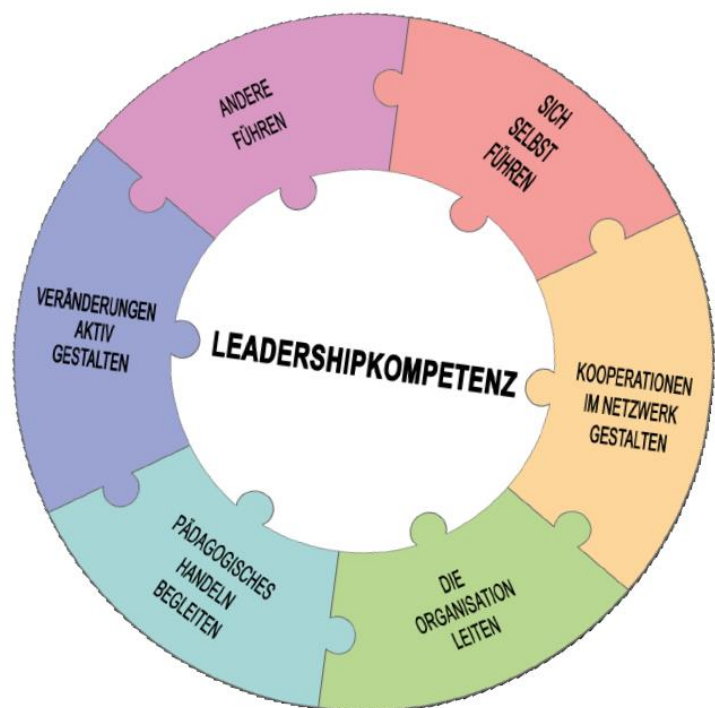 ANDERE
FÜHREN
SICH
SELBST
FÜHREN
VERÄNDERUNGEN
AKTIV
GESTALTEN
LEADERSHIPKOMPETENZ
KOOPERATIONEN
IM NETZWERK
GESTALTEN
PÄDAGOGISCHES
HANDELN
BEGLEITEN
DIE
ORGANISATION
LEITEN